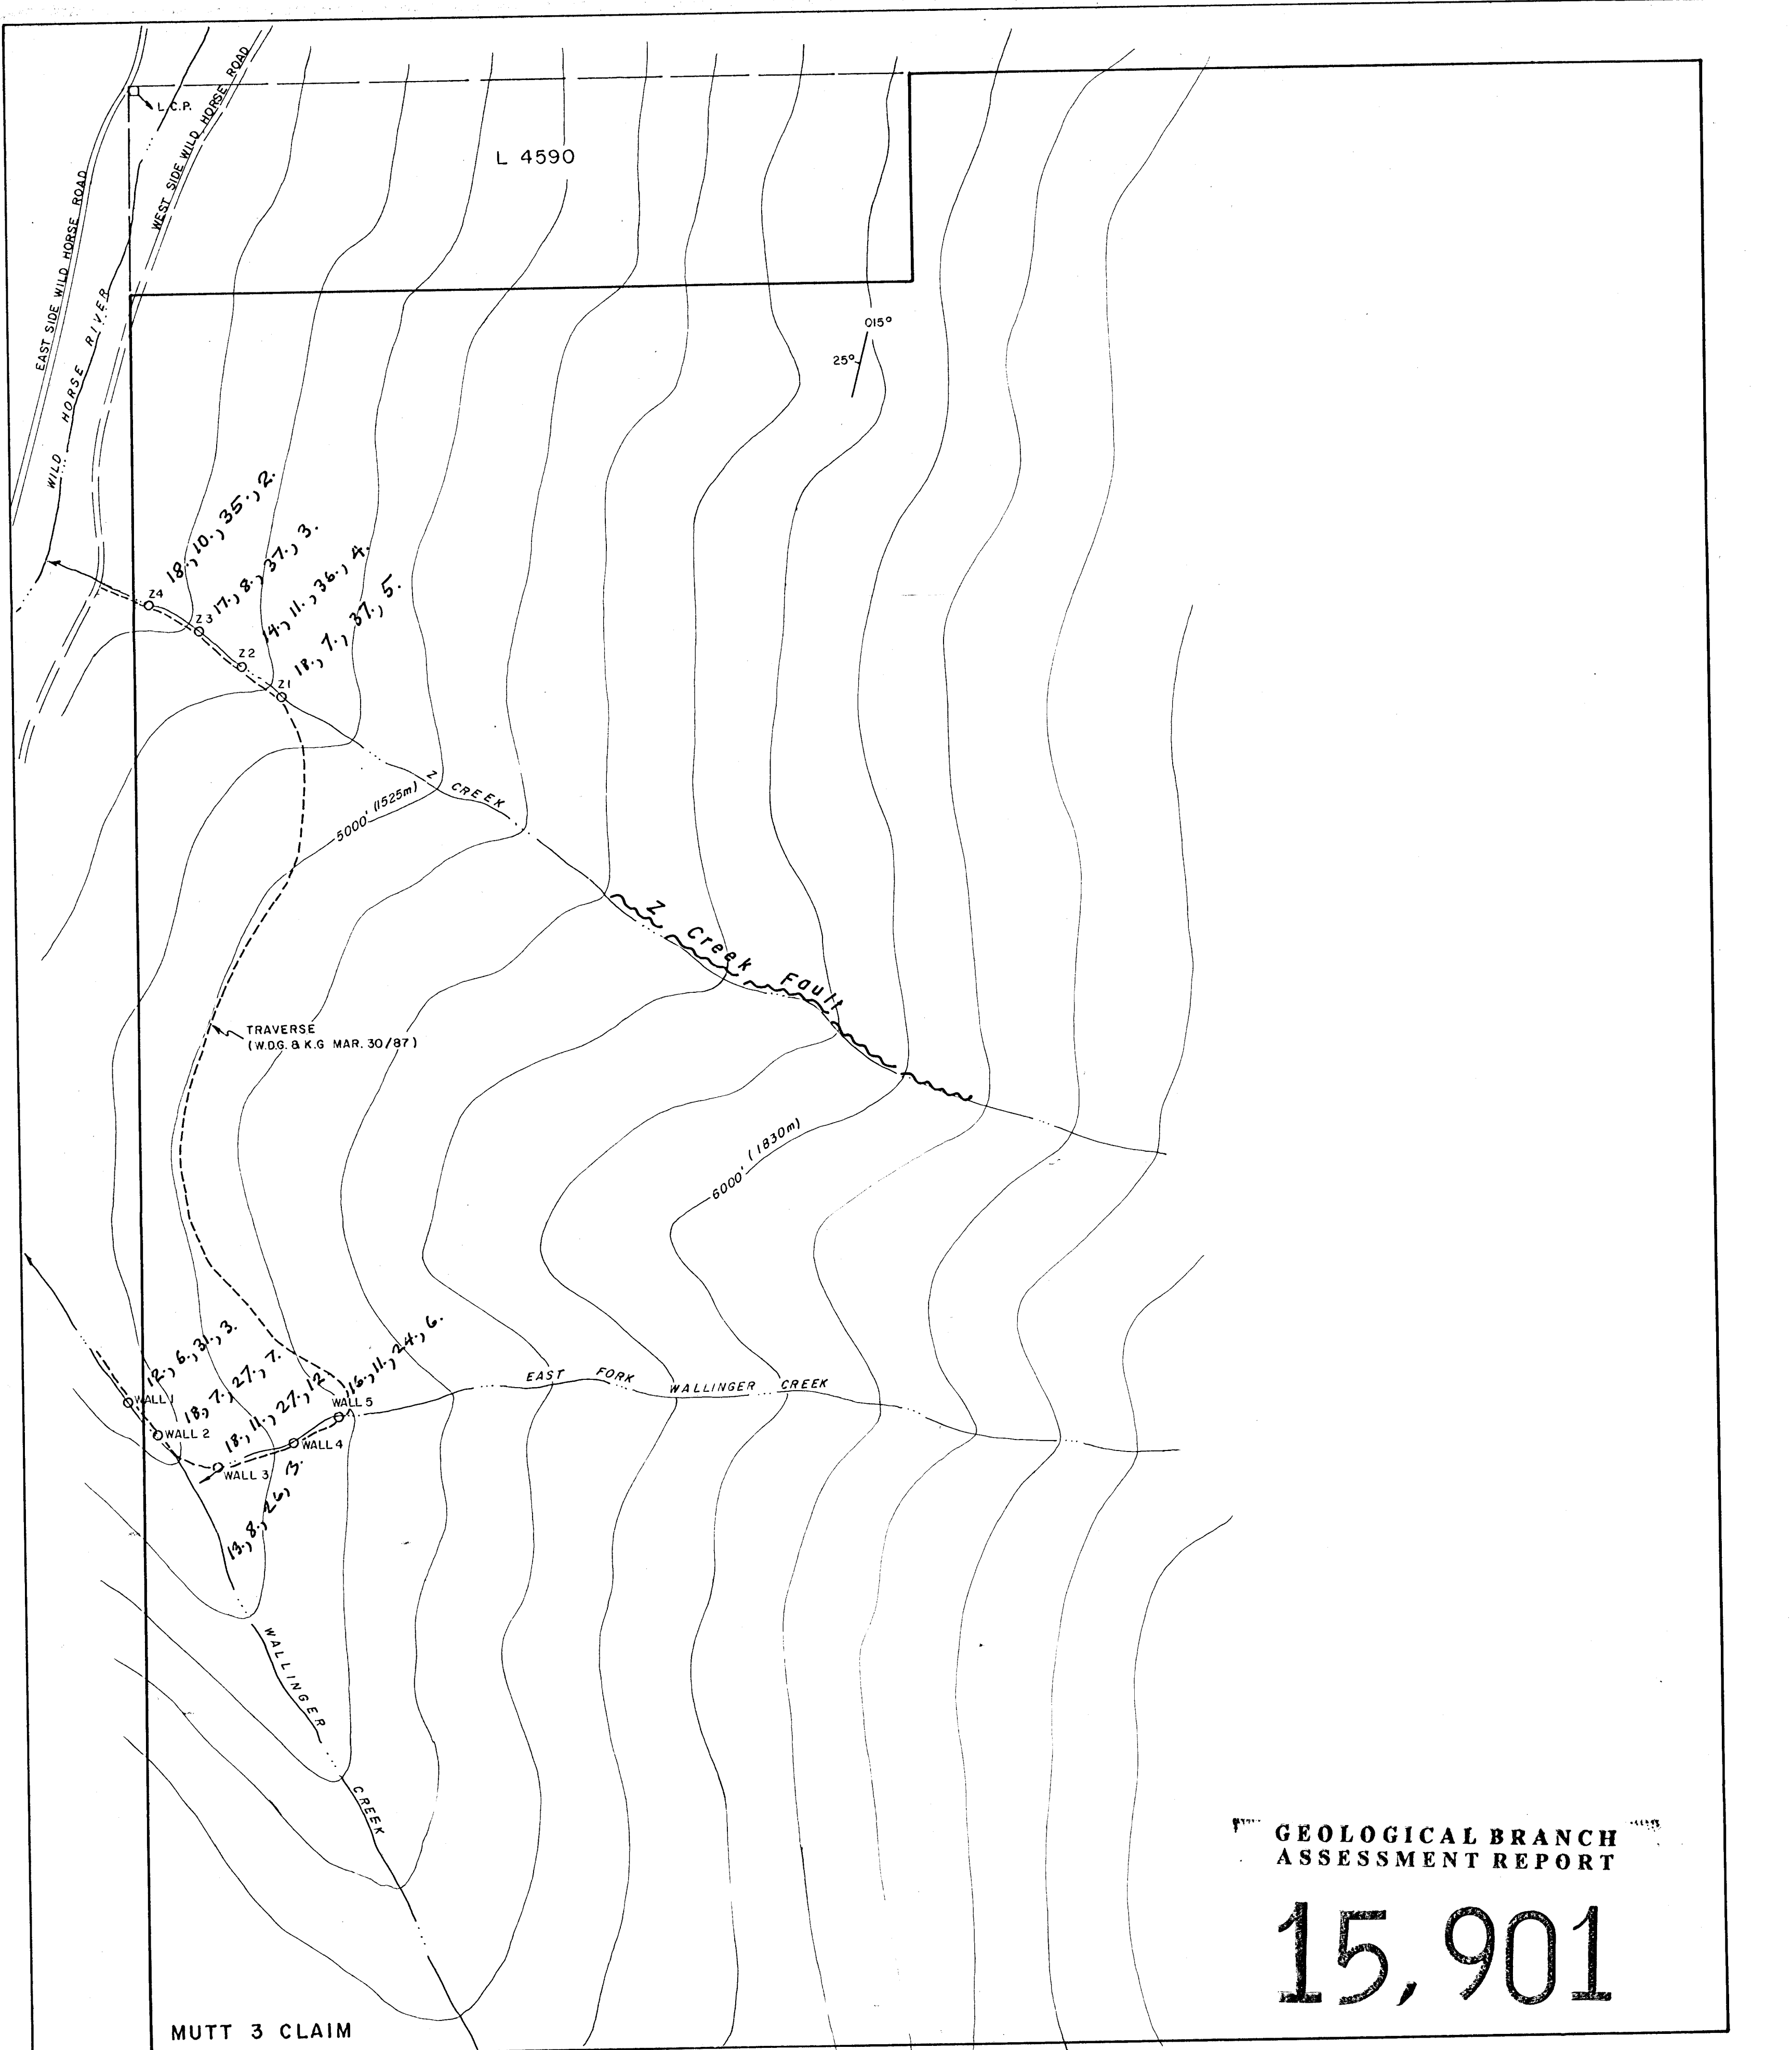 L.C.P.
EAST SIDE WILD HORSE ROAD
WILD HORSE RIVER
WEST SIDE WILD HORSE ROAD
L 4590
015°
25°
18., 10., 35., 2.
Z4
17., 8., 37., 3.
Z3
14., 11., 36., 4.
Z2
18., 7., 37., 5.
Z1
Z CREEK
5000' (1525m)
Z Creek Fault
TRAVERSE
(W.D.G. & K.G MAR. 30/87)
6000' (1830m)
12., 6., 31., 3.
WALL 1
18., 7., 27., 7.
WALL 2
18., 11., 27., 12
WALL 3
16., 11., 24., 6.
WALL 5
WALL 4
13., 8., 26,
EAST FORK WALLINGER CREEK
WALLINGER CREEK
GEOLOGICAL BRANCH
ASSESSMENT REPORT
15,901
MUTT 3 CLAIM